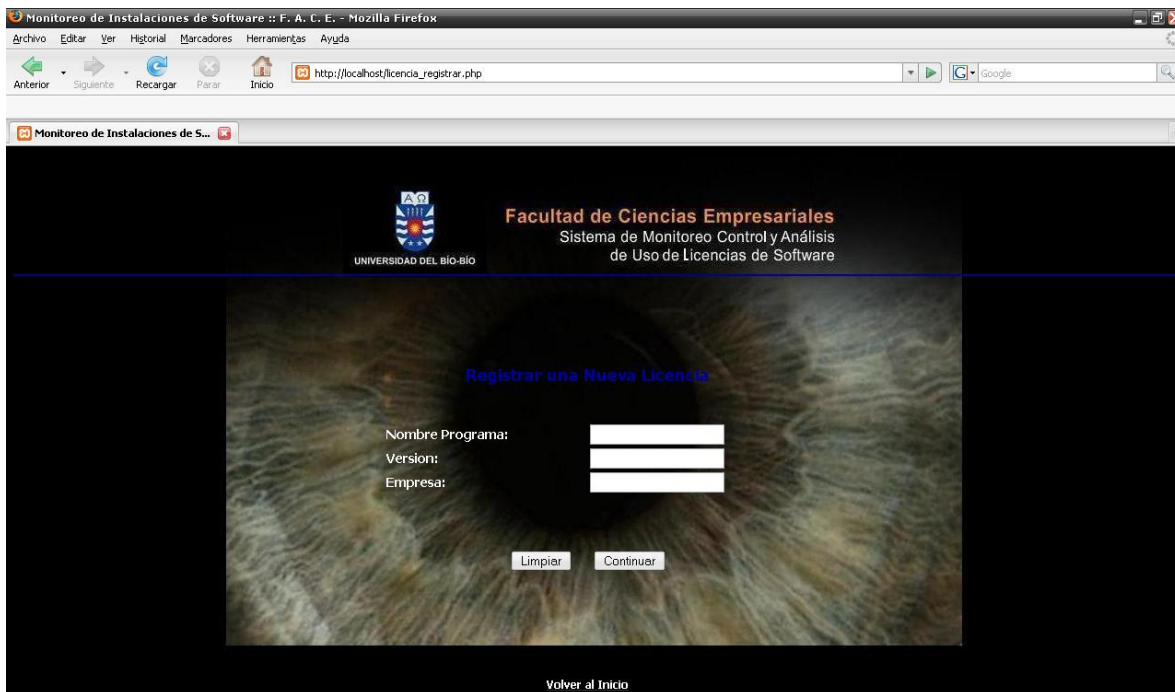 Monitoreo de Instalaciones de Software :: F. A. C. E. - Mozilla Firefox
Archivo Editar Ver Historial Marcadores Herramientas Ayuda
Anterior Siguiente Recargar Parar Inicio
http://localhost/licencia_registrar.php
G Google
Monitoreo de Instalaciones de S...
ΑΩ
UNIVERSIDAD DEL BÍO-BÍO
Facultad de Ciencias Empresariales
Sistema de Monitoreo Control y Análisis
de Uso de Licencias de Software
Registrar una Nueva Licencia
Nombre Programa:
Version:
Empresa:
Limpiar Continuar
Volver al Inicio